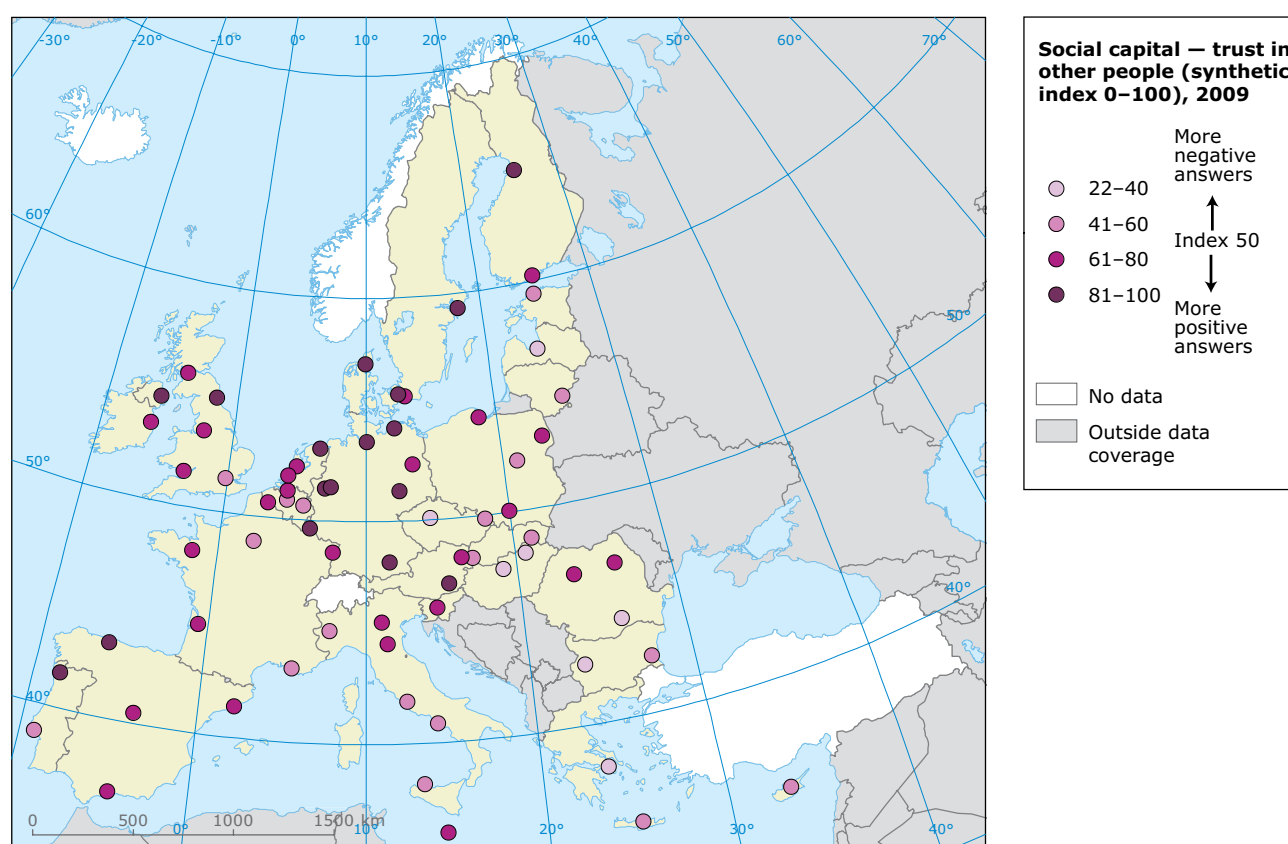 -30° -20° -10° 0° 10° 20° 30° 40° 50° 60° 70°
60°
50°
50°
40°
40°
0 500 1000 1500 km
0° 10° 20° 30° 40°
Social capital — trust in
other people (synthetic
index 0–100), 2009
More
negative
answers
22–40
41–60
Index 50
61–80
81–100
More
positive
answers
No data
Outside data
coverage